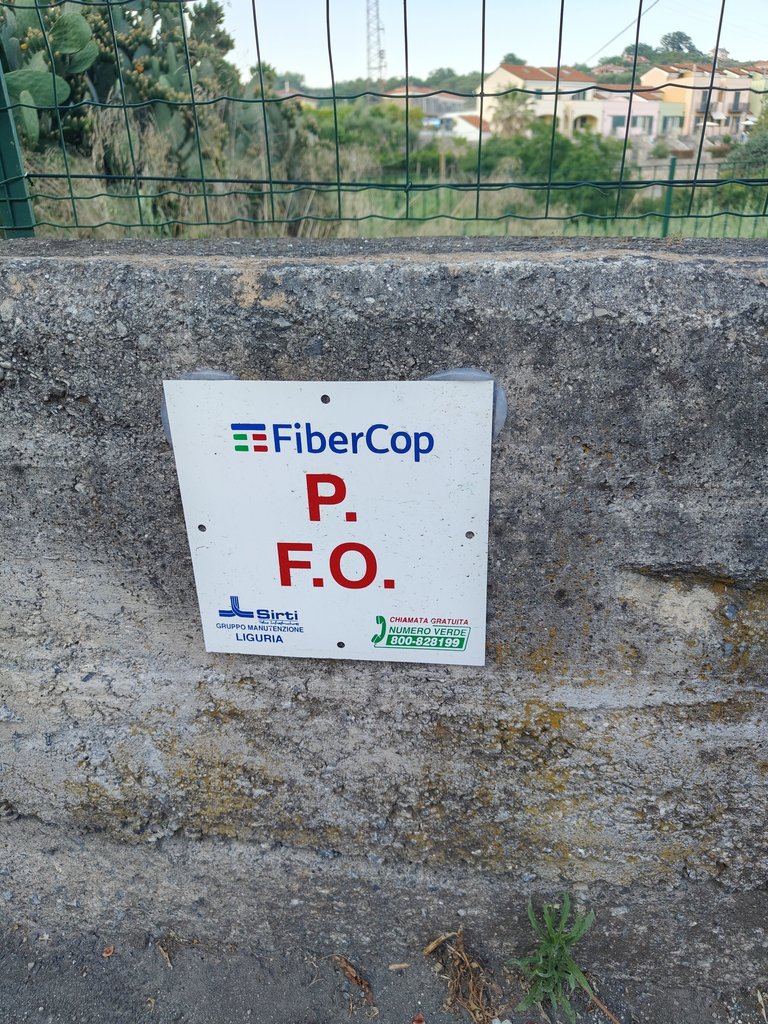 FiberCop
P.
F.O.
Sirti
GRUPPO MANUTENZIONE
LIGURIA
CHIAMATA GRATUITA
NUMERO VERDE
800-828199